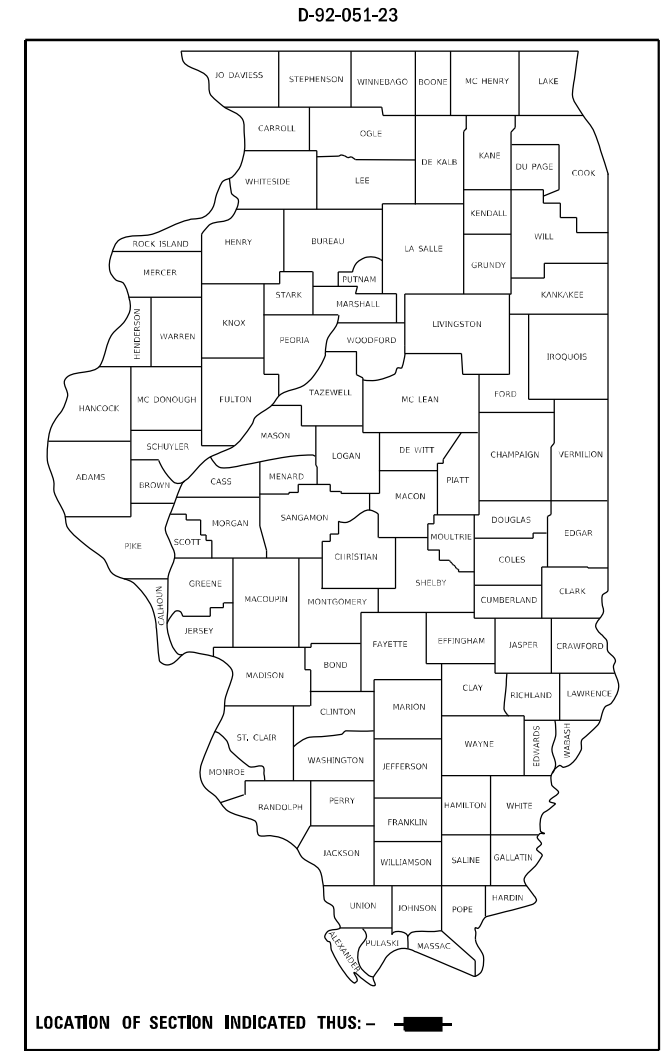 D-92-051-23
JO DAVIESS
STEPHENSON
WINNEBAGO
BOONE
MC HENRY
LAKE
CARROLL
OGLE
DE KALB
KANE
DU PAGE
COOK
WHITESIDE
LEE
KENDALL
WILL
ROCK ISLAND
HENRY
BUREAU
LA SALLE
GRUNDY
MERCER
PUTNAM
STARK
MARSHALL
KANKAKEE
HENDERSON
WARREN
KNOX
PEORIA
WOODFORD
LIVINGSTON
IROQUOIS
HANCOCK
MC DONOUGH
FULTON
TAZEWELL
MC LEAN
FORD
MASON
SCHUYLER
LOGAN
DE WITT
CHAMPAIGN
VERMILION
ADAMS
BROWN
CASS
MENARD
PIATT
MACON
MORGAN
SANGAMON
DOUGLAS
EDGAR
PIKE
SCOTT
CHRISTIAN
MOULTRIE
COLES
GREENE
SHELBY
CALHOUN
MACOUPIN
MONTGOMERY
CUMBERLAND
CLARK
JERSEY
FAYETTE
EFFINGHAM
JASPER
CRAWFORD
MADISON
BOND
CLAY
RICHLAND
LAWRENCE
CLINTON
MARION
ST. CLAIR
WAYNE
EDWARDS
WABASH
WASHINGTON
JEFFERSON
MONROE
RANDOLPH
PERRY
HAMILTON
WHITE
FRANKLIN
JACKSON
WILLIAMSON
SALINE
GALLATIN
UNION
JOHNSON
POPE
HARDIN
ALEXANDER
PULASKI
MASSAC
LOCATION OF SECTION INDICATED THUS: –